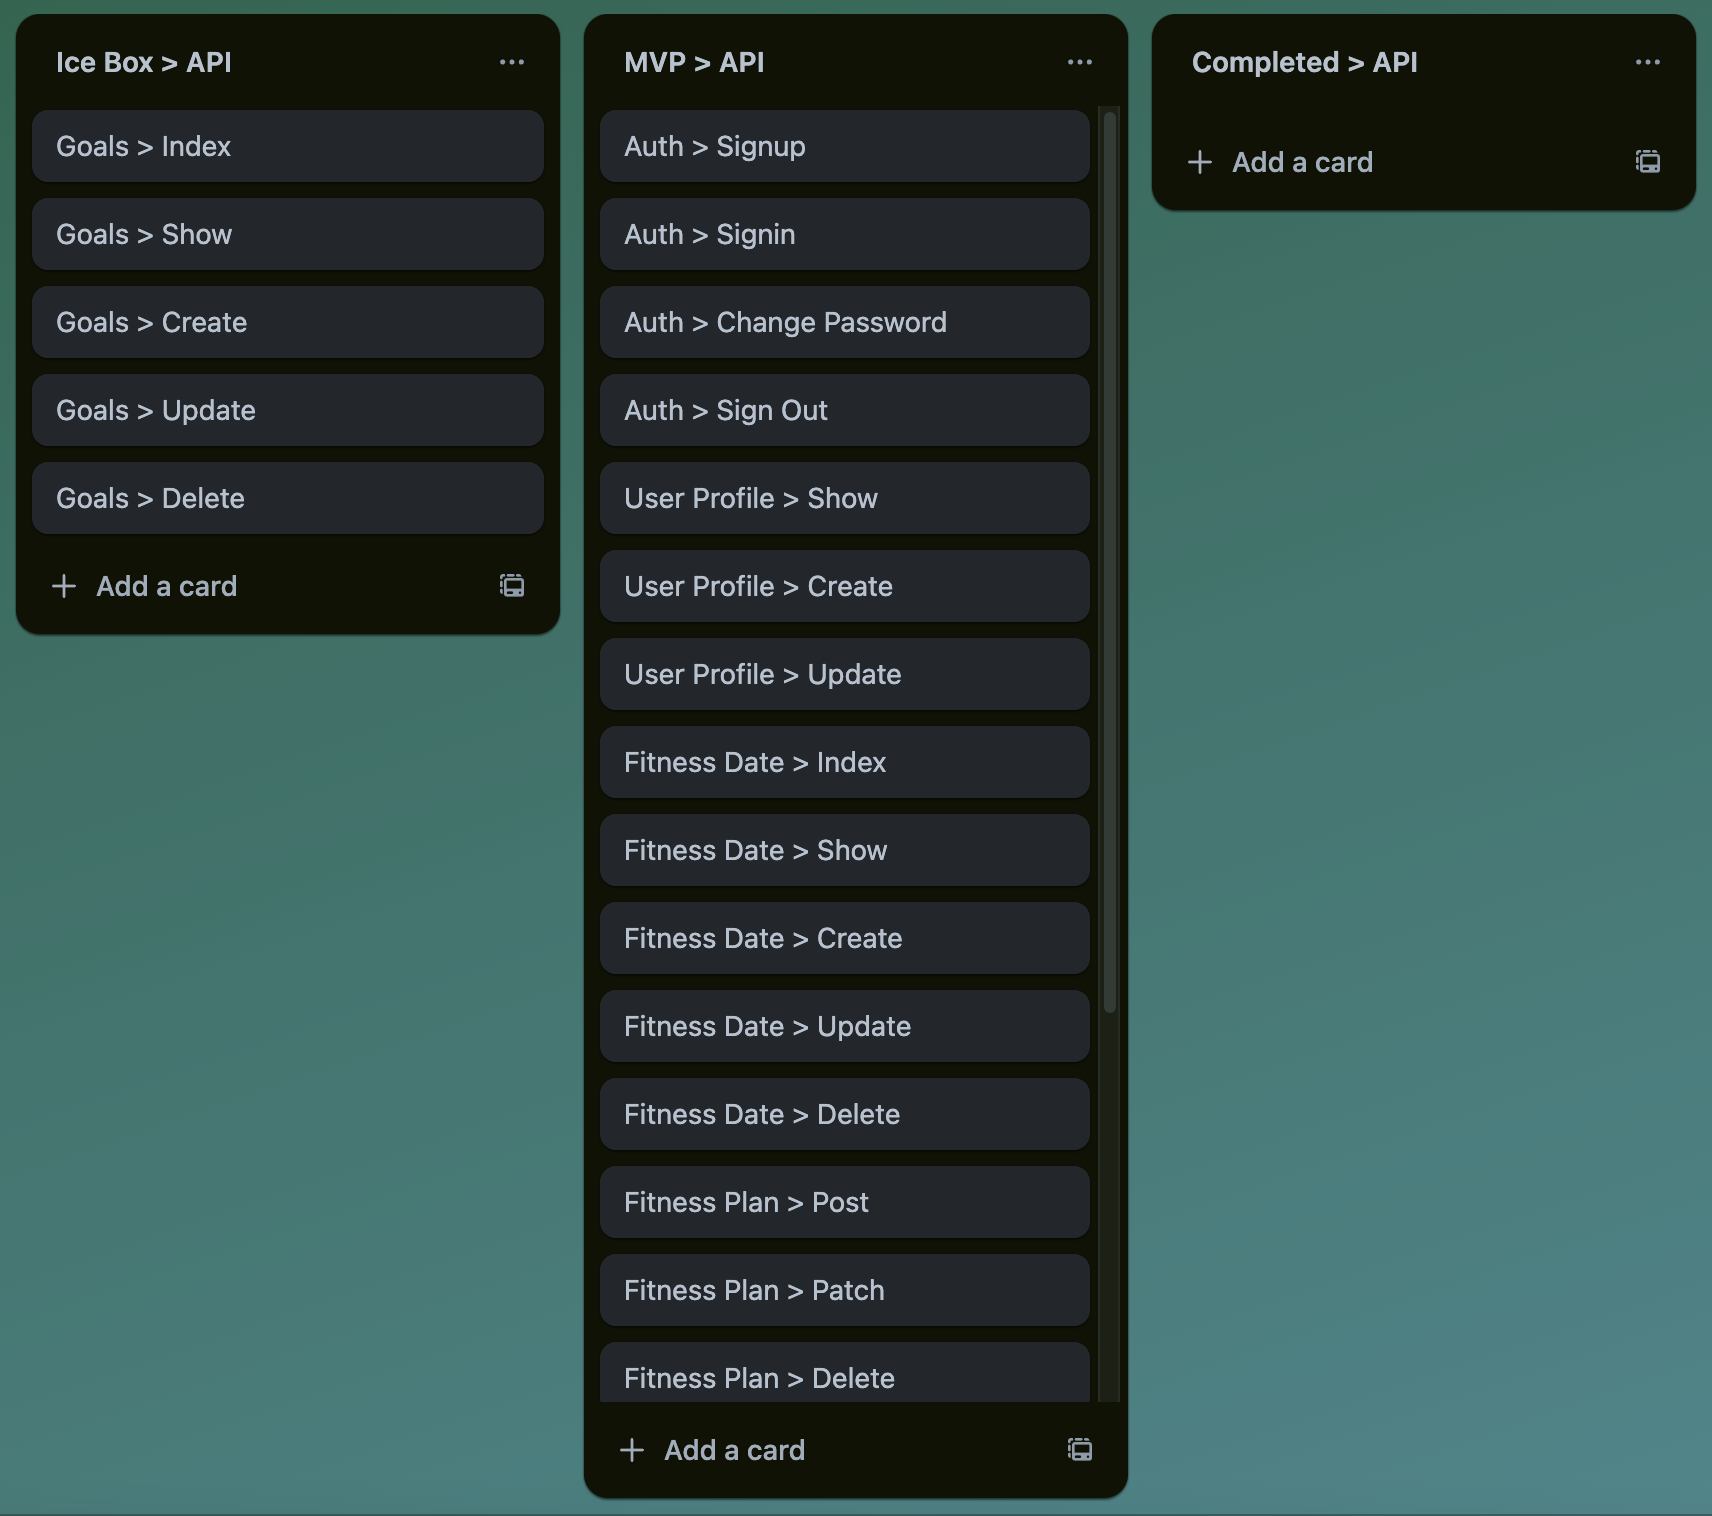 Ice Box > API
Goals > Index
Goals > Show
Goals > Create
Goals > Update
Goals > Delete
Add a card
MVP > API
Auth > Signup
Auth > Signin
Auth > Change Password
Auth > Sign Out
User Profile > Show
User Profile > Create
User Profile > Update
Fitness Date > Index
Fitness Date > Show
Fitness Date > Create
Fitness Date > Update
Fitness Date > Delete
Fitness Plan > Post
Fitness Plan > Patch
Fitness Plan > Delete
Add a card
Completed > API
Add a card